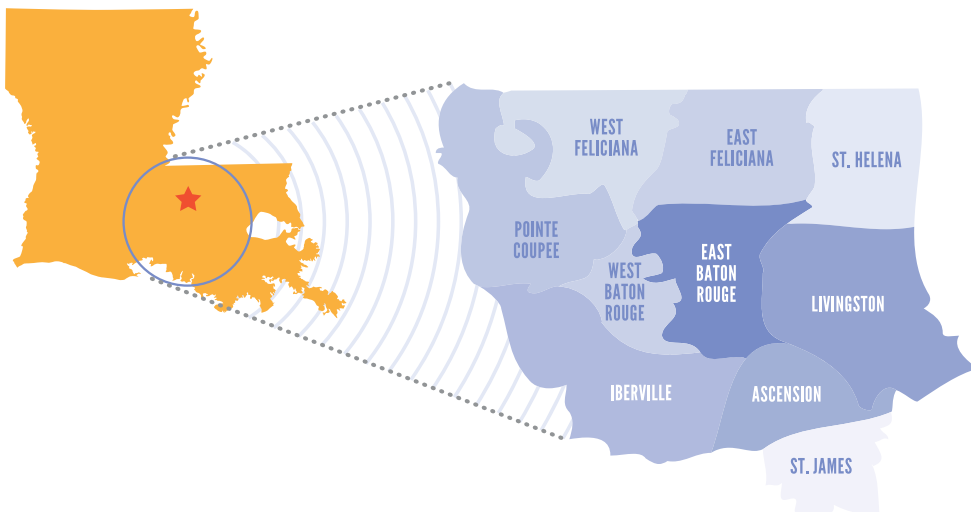 WEST
FELICIANA
EAST
FELICIANA
ST. HELENA
POINTE
COUPEE
WEST
BATON
ROUGE
EAST
BATON
ROUGE
LIVINGSTON
IBERVILLE
ASCENSION
ST. JAMES